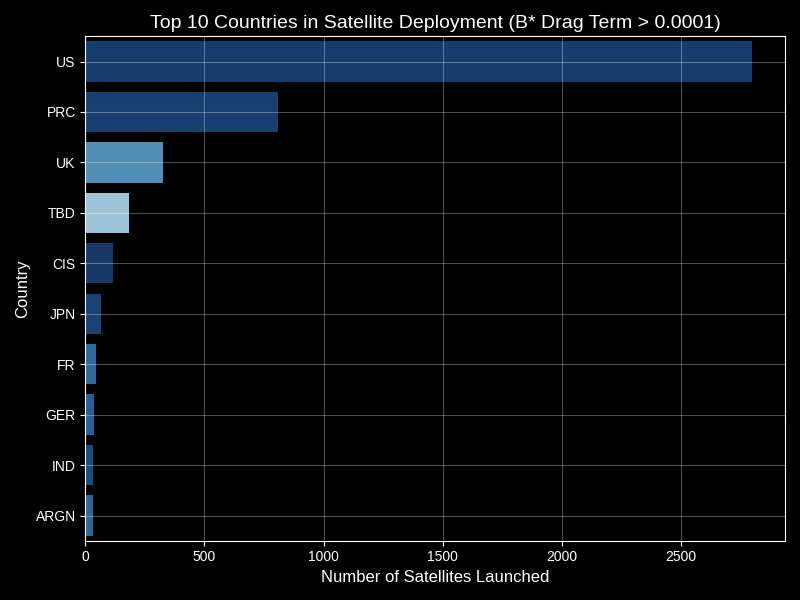 Top 10 Countries in Satellite Deployment (B* Drag Term > 0.0001)
US
PRC
UK
TBD
CIS
JPN
FR
GER
IND
ARGN
Country
0 500 1000 1500 2000 2500
Number of Satellites Launched